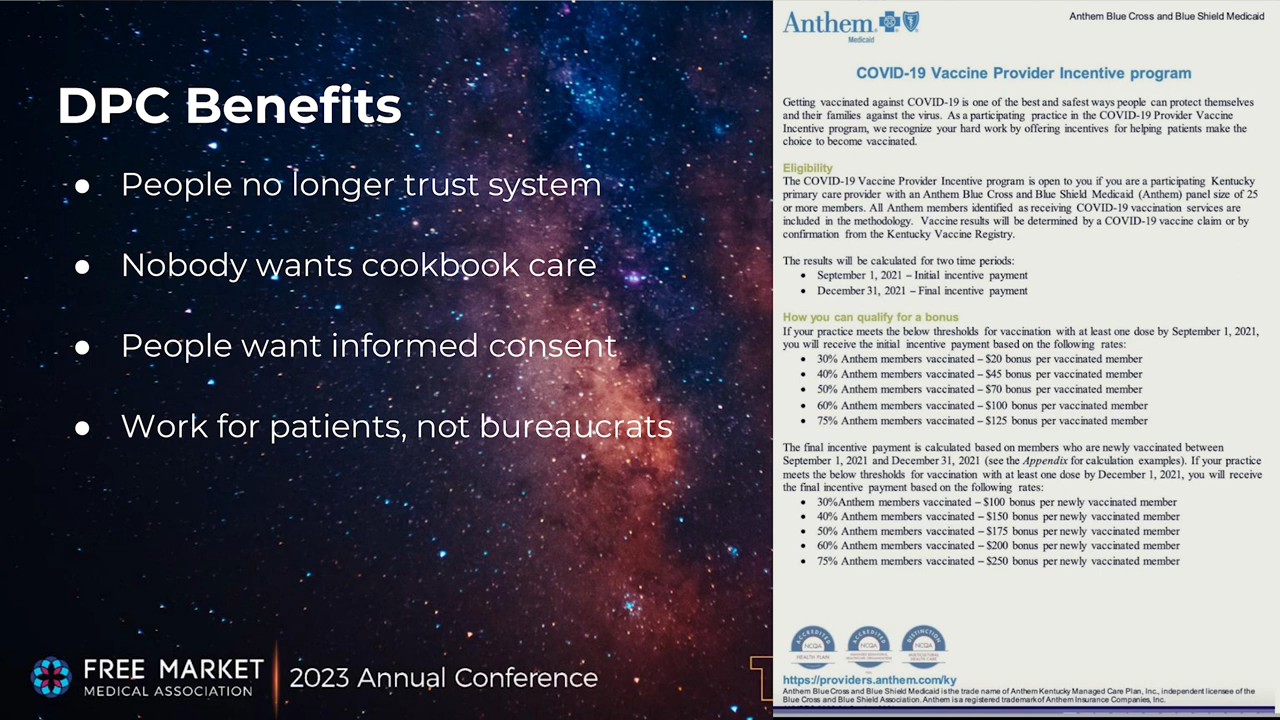 DPC Benefits
● People no longer trust system
● Nobody wants cookbook care
● People want informed consent
● Work for patients, not bureaucrats
FREE MARKET
MEDICAL ASSOCIATION
2023 Annual Conference
Anthem
Medicaid
Anthem Blue Cross and Blue Shield Medicaid
COVID-19 Vaccine Provider Incentive program
Getting vaccinated against COVID-19 is one of the best and safest ways people can protect themselves
and their families against the virus. As a participating practice in the COVID-19 Provider Vaccine
Incentive program, we recognize your hard work by offering incentives for helping patients make the
choice to become vaccinated.
Eligibility
The COVID-19 Vaccine Provider Incentive program is open to you if you are a participating Kentucky
primary care provider with an Anthem Blue Cross and Blue Shield Medicaid (Anthem) panel size of 25
or more members. All Anthem members identified as receiving COVID-19 vaccination services are
included in the methodology. Vaccine results will be determined by a COVID-19 vaccine claim or by
confirmation from the Kentucky Vaccine Registry.
The results will be calculated for two time periods:
• September 1, 2021 – Initial incentive payment
• December 31, 2021 – Final incentive payment
How you can qualify for a bonus
If your practice meets the below thresholds for vaccination with at least one dose by September 1, 2021,
you will receive the initial incentive payment based on the following rates:
• 30% Anthem members vaccinated – $20 bonus per vaccinated member
• 40% Anthem members vaccinated – $45 bonus per vaccinated member
• 50% Anthem members vaccinated – $70 bonus per vaccinated member
• 60% Anthem members vaccinated – $100 bonus per vaccinated member
• 75% Anthem members vaccinated – $125 bonus per vaccinated member
The final incentive payment is calculated based on members who are newly vaccinated between
September 1, 2021 and December 31, 2021 (see the Appendix for calculation examples). If your practice
meets the below thresholds for vaccination with at least one dose by December 1, 2021, you will receive
the final incentive payment based on the following rates:
• 30%Anthem members vaccinated – $100 bonus per newly vaccinated member
• 40% Anthem members vaccinated – $150 bonus per newly vaccinated member
• 50% Anthem members vaccinated – $175 bonus per newly vaccinated member
• 60% Anthem members vaccinated – $200 bonus per newly vaccinated member
• 75% Anthem members vaccinated – $250 bonus per newly vaccinated member
ACCREDITED ACCREDITED DISTINCTION
NCQA NCQA NCQA
HEALTH PLAN
https://providers.anthem.com/ky
Anthem Blue Cross and Blue Shield Medicaid is the trade name of Anthem Kentucky Managed Care Plan, Inc., independent licensee of the
Blue Cross and Blue Shield Association. Anthem is a registered trademark of Anthem Insurance Companies, Inc.